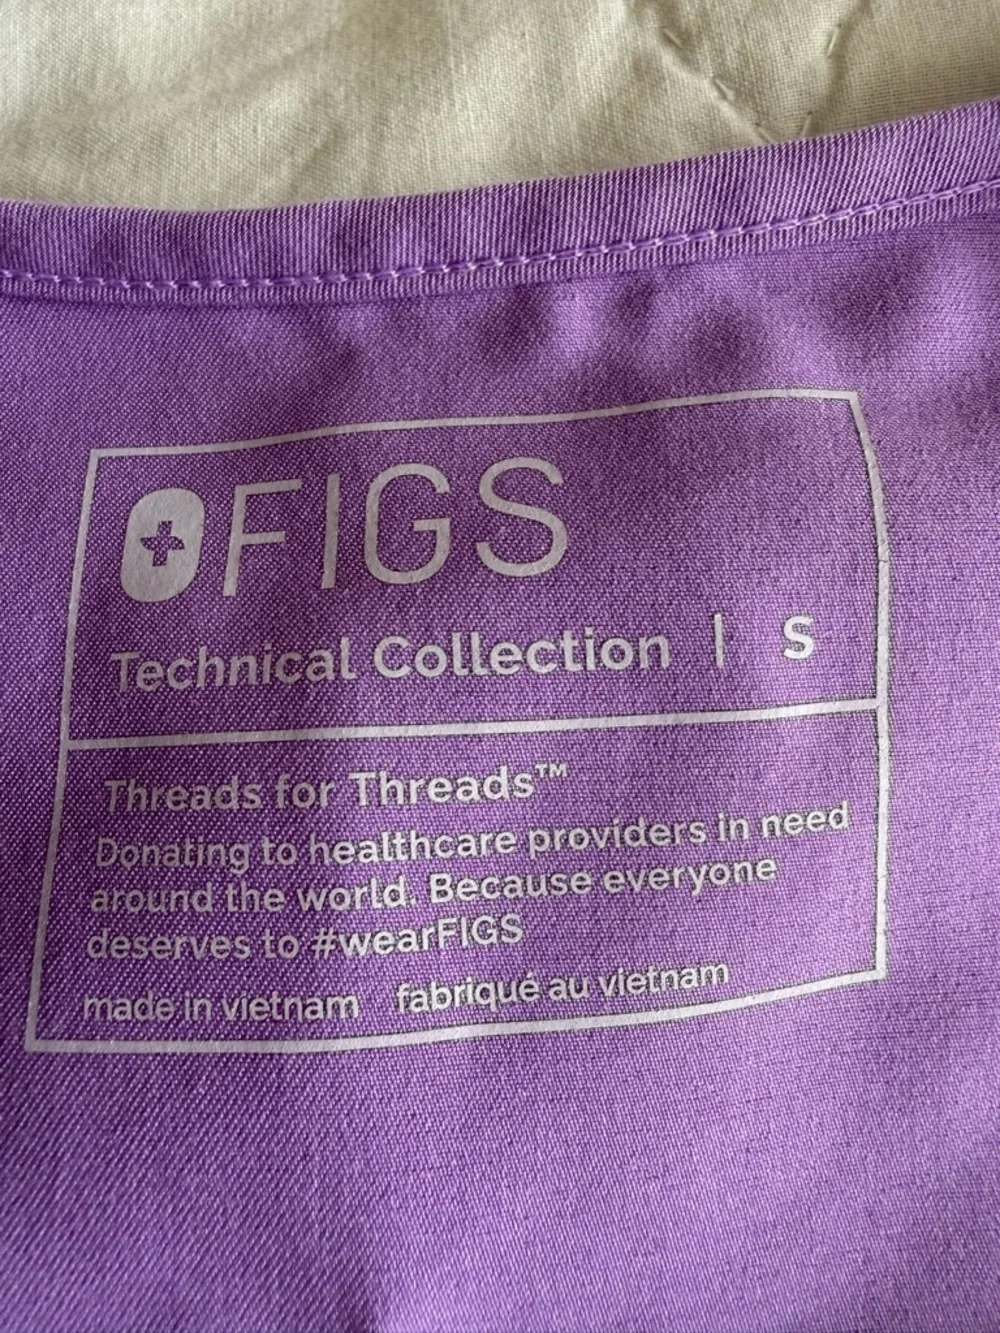 FIGS
Technical Collection | S
Threads for Threads™
Donating to healthcare providers in need
around the world. Because everyone
deserves to #wearFIGS
made in vietnam fabriqué au vietnam